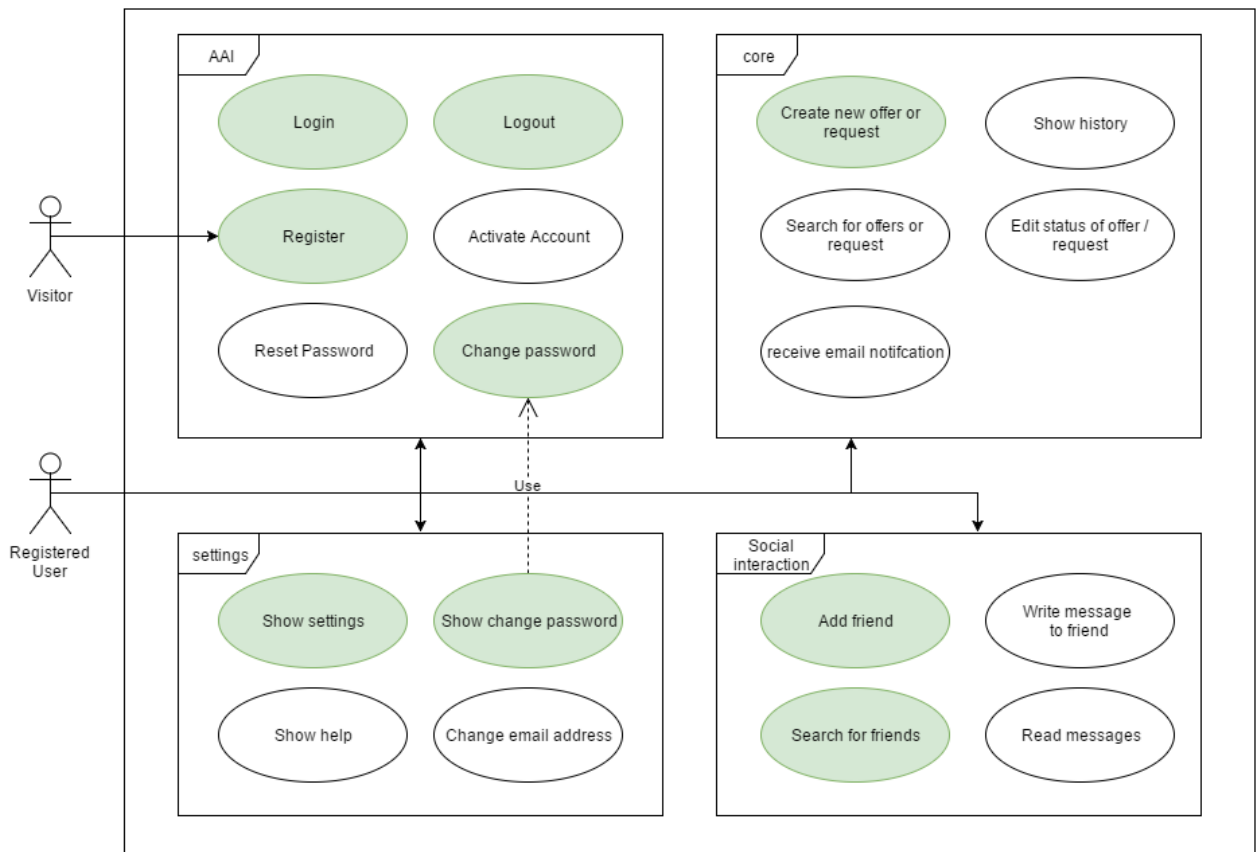 AAI
Login
Logout
Register
Activate Account
Reset Password
Change password
core
Create new offer or
request
Show history
Search for offers or
request
Edit status of offer /
request
receive email notifcation
Visitor
Registered
User
Use
settings
Show settings
Show change password
Show help
Change email address
Social
interaction
Add friend
Write message
to friend
Search for friends
Read messages